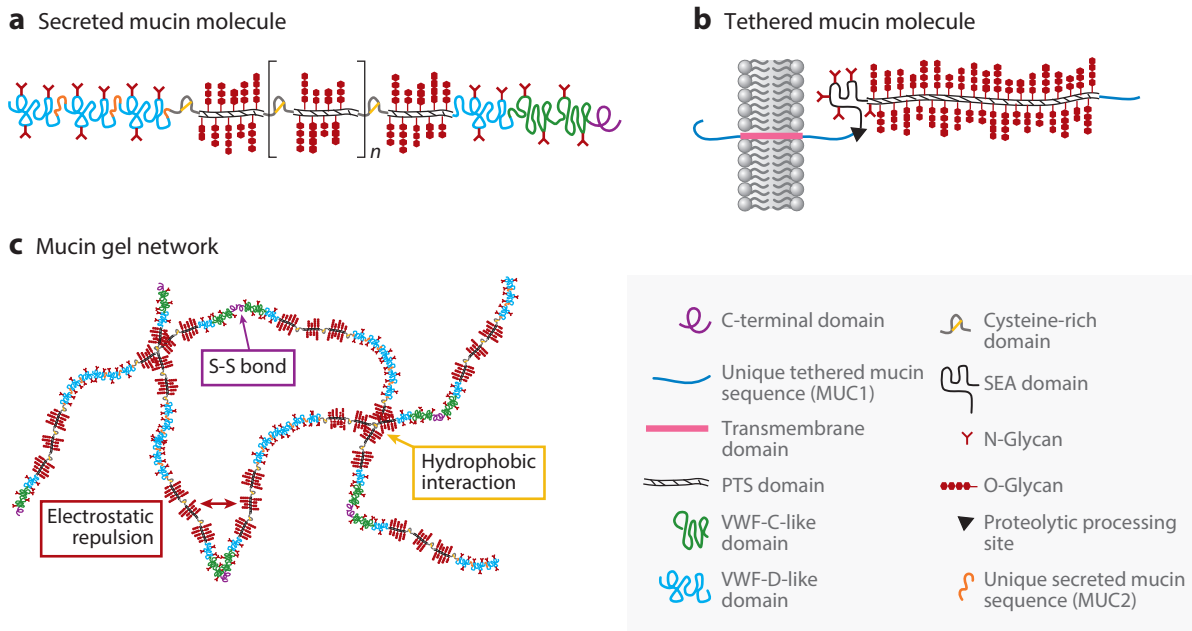 a Secreted mucin molecule
n
b Tethered mucin molecule
c Mucin gel network
S-S bond
Hydrophobic
interaction
Electrostatic
repulsion
C-terminal domain
Unique tethered mucin
sequence (MUC1)
Transmembrane
domain
PTS domain
VWF-C-like
domain
VWF-D-like
domain
Cysteine-rich
domain
SEA domain
N-Glycan
O-Glycan
Proteolytic processing
site
Unique secreted mucin
sequence (MUC2)